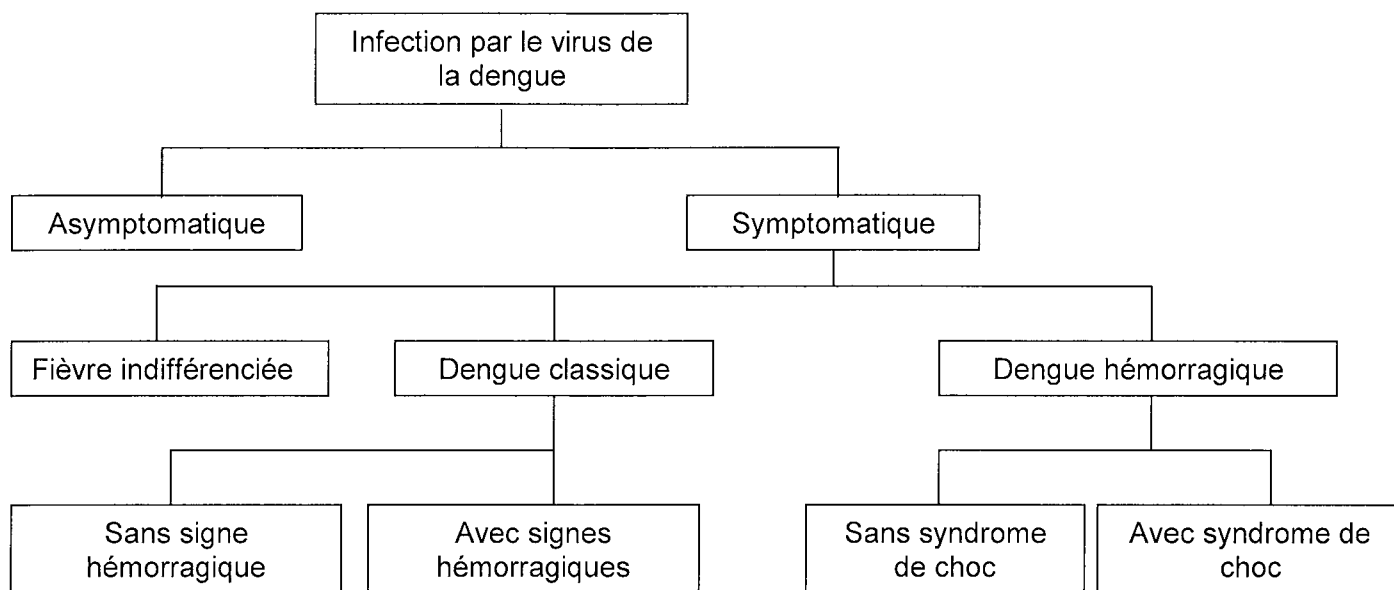 Infection par le virus de
la dengue
Asymptomatique
Symptomatique
Fièvre indifférenciée
Dengue classique
Dengue hémorragique
Sans signe
hémorragique
Avec signes
hémorragiques
Sans syndrome
de choc
Avec syndrome de
choc